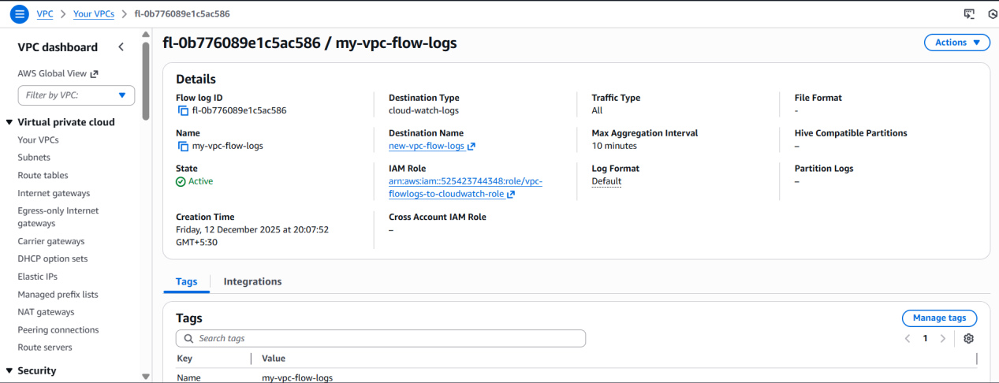 VPC > Your VPCs > fl-0b776089e1c5ac586
VPC dashboard
AWS Global View
Filter by VPC:
Virtual private cloud
Your VPCs
Subnets
Route tables
Internet gateways
Egress-only Internet
gateways
Carrier gateways
DHCP option sets
Elastic IPs
Managed prefix lists
NAT gateways
Peering connections
Route servers
Security
fl-0b776089e1c5ac586 / my-vpc-flow-logs
Actions
Details
Flow log ID
fl-0b776089e1c5ac586
Name
my-vpc-flow-logs
State
Active
Creation Time
Friday, 12 December 2025 at 20:07:52
GMT+5:30
Destination Type
cloud-watch-logs
Destination Name
new-vpc-flow-logs
IAM Role
arn:aws:iam::525423744348:role/vpc-
flowlogs-to-cloudwatch-role
Cross Account IAM Role
–
Traffic Type
All
Max Aggregation Interval
10 minutes
Log Format
Default
File Format
-
Hive Compatible Partitions
–
Partition Logs
–
Tags
Integrations
Tags
Manage tags
Search tags
1
Key Value
Name my-vpc-flow-logs